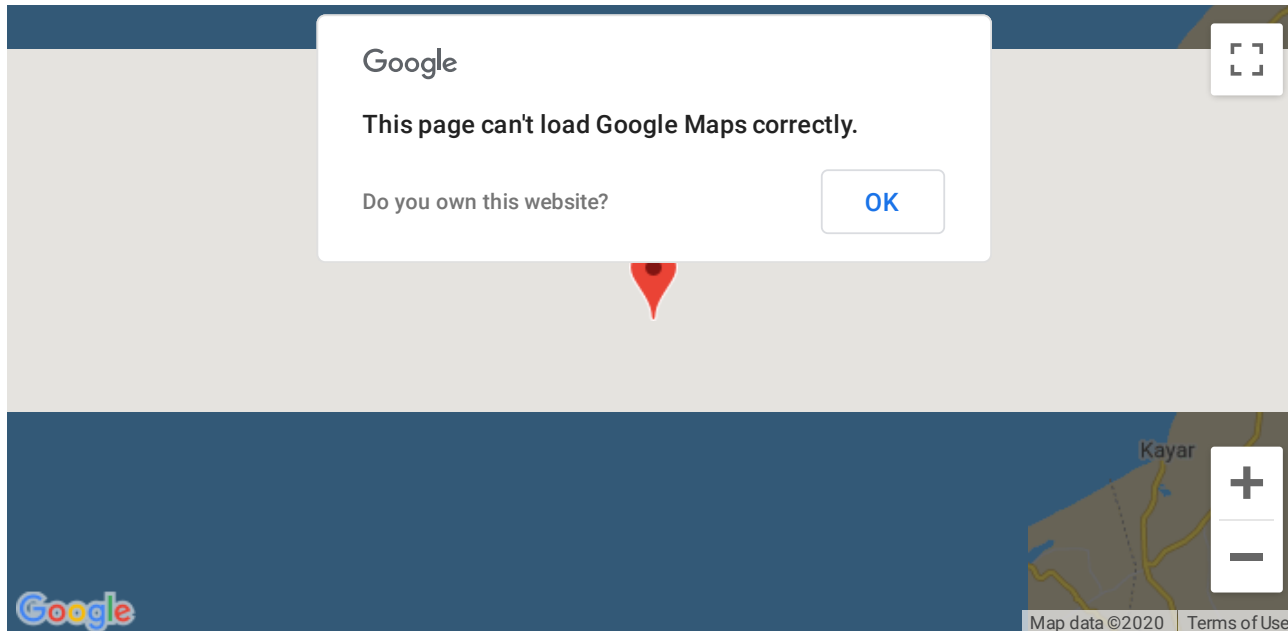 Google
This page can't load Google Maps correctly.
Do you own this website?
OK
Kayar
Google
Map data ©2020
Terms of Use